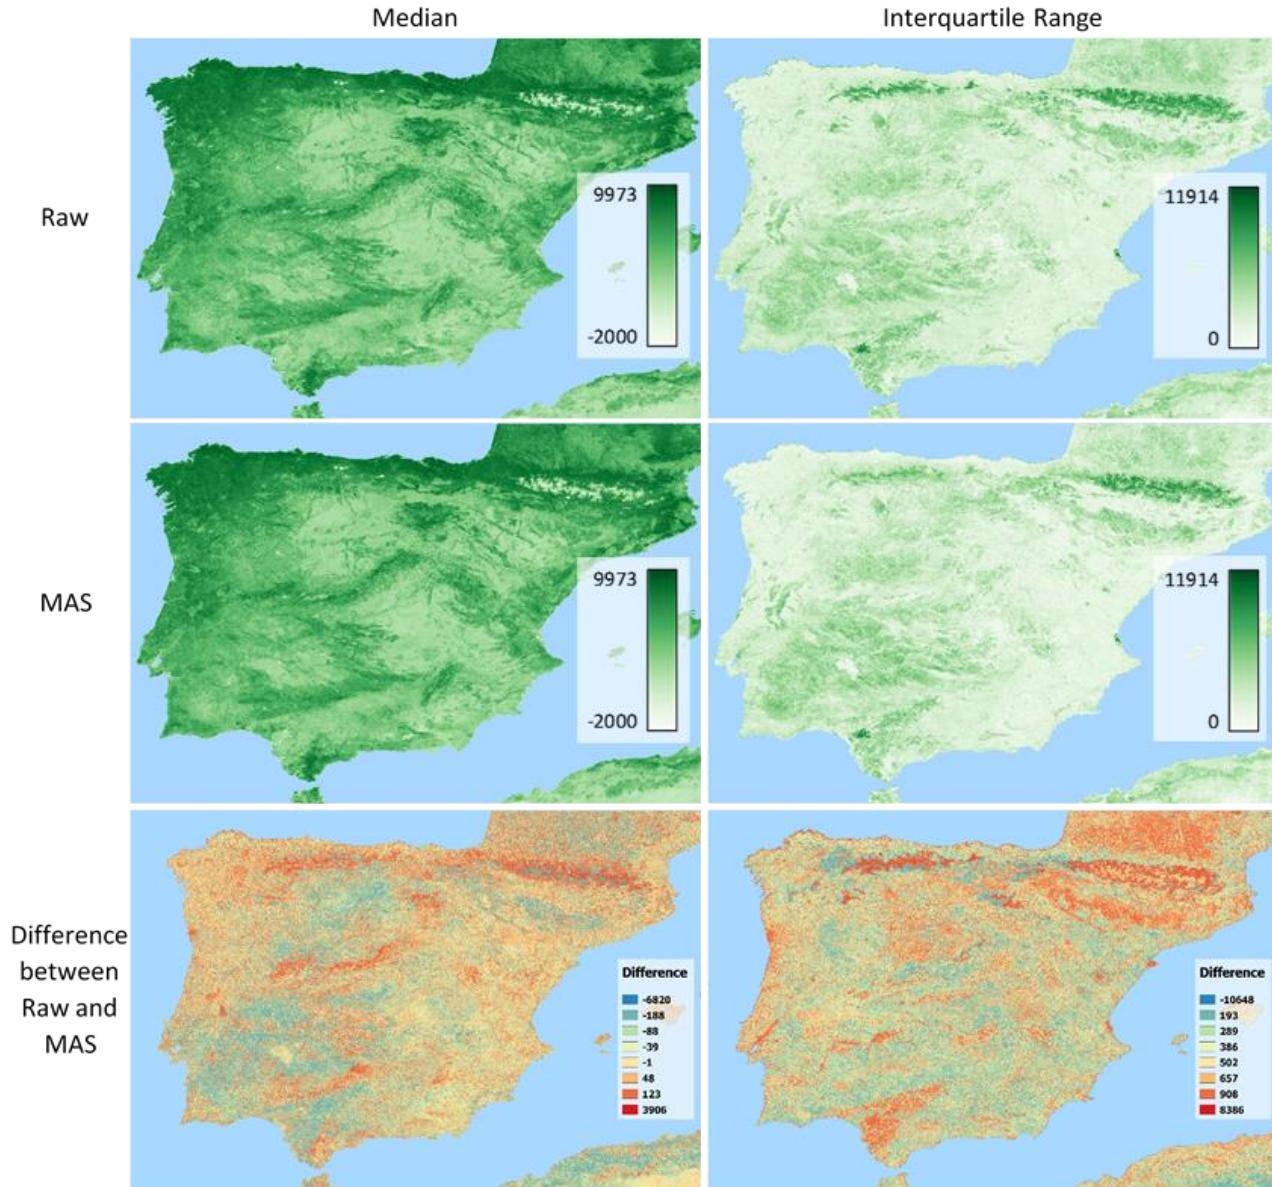 Median
Interquartile Range
Raw
9973
-2000
11914
0
MAS
9973
-2000
11914
0
Difference
between
Raw and
MAS
Difference
-6820
-188
-88
-39
-1
48
123
3906
Difference
-10648
193
289
386
502
657
908
8386